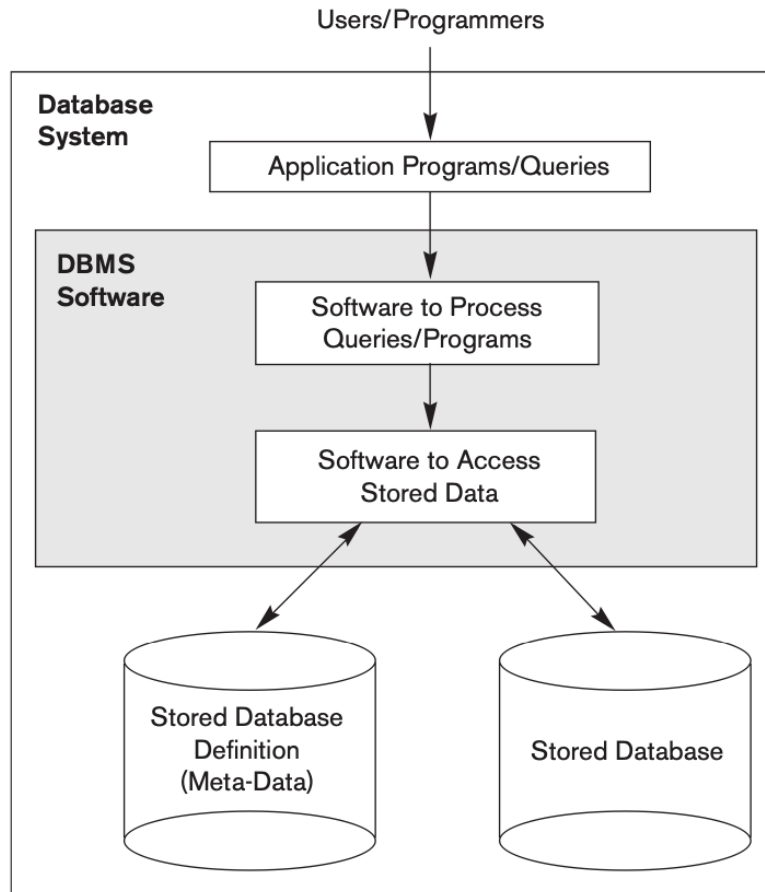 Users/Programmers
Database
System
Application Programs/Queries
DBMS
Software
Software to Process
Queries/Programs
Software to Access
Stored Data
Stored Database
Definition
(Meta-Data)
Stored Database